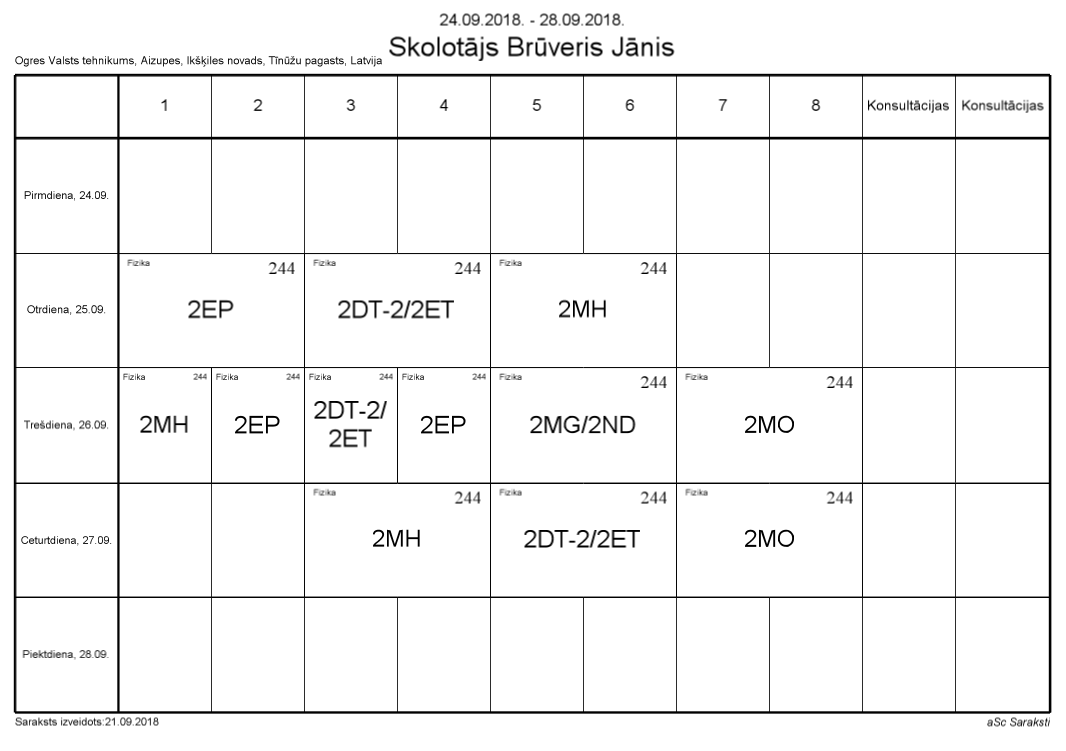 24.09.2018. - 28.09.2018.
Skolotājs Brūveris Jānis
Ogres Valsts tehnikums, Aizupes, Ikšķiles novads, Tīnūžu pagasts, Latvija
1 2 3 4 5 6 7 8 Konsultācijas Konsultācijas
Pirmdiena, 24.09.
Fizika 244 Fizika 244 Fizika 244
Otrdiena, 25.09. 2EP 2DT-2/2ET 2MH
Fizika 244 Fizika 244 Fizika 244 Fizika 244 Fizika 244 Fizika 244
Trešdiena, 26.09. 2MH 2EP 2DT-2/ 2EP 2MG/2ND 2MO
2ET
Fizika 244 Fizika 244 Fizika 244
Ceturtdiena, 27.09. 2MH 2DT-2/2ET 2MO
Piektdiena, 28.09.
Saraksts izveidots:21.09.2018 aSc Saraksti